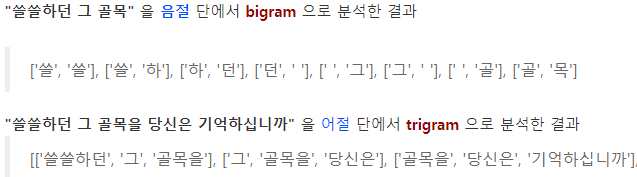 "쓸쓸하던 그 골목" 을 음절 단에서 bigram 으로 분석한 결과
['쓸', '쓸'], ['쓸', '하'], ['하', '던'], ['던', ' '], [' ', '그'], ['그', ' '], [' ', '골'], ['골', '목']
"쓸쓸하던 그 골목을 당신은 기억하십니까" 을 어절 단에서 trigram 으로 분석한 결과
[['쓸쓸하던', '그', '골목을'], ['그', '골목을', '당신은'], ['골목을', '당신은', '기억하십니까'],